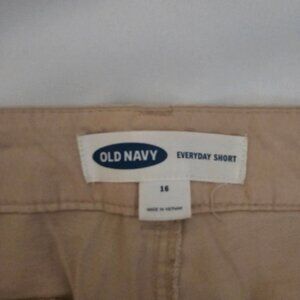 OLD NAVY EVERYDAY SHORT
16
MADE IN VIETNAM